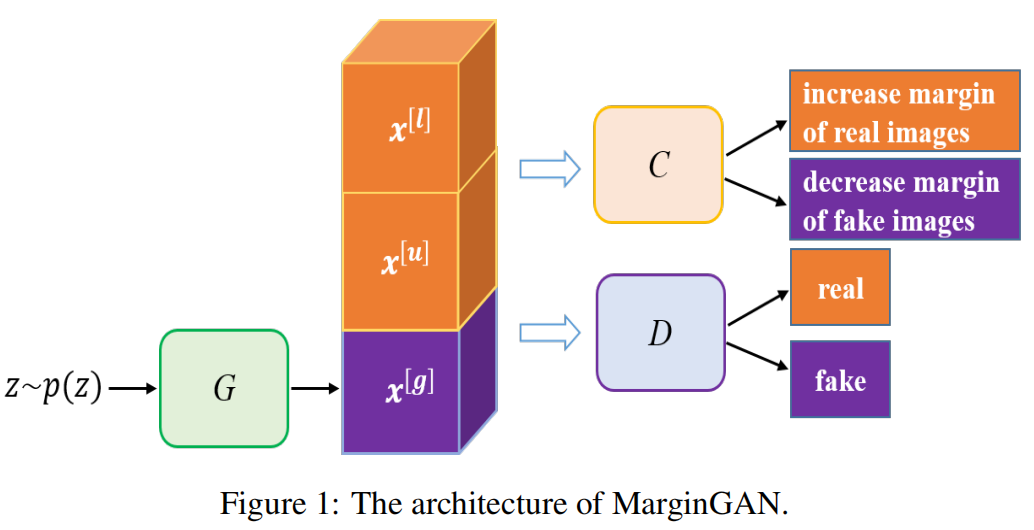 x[l]
x[u]
x[g]
z~p(z)
G
C
D
increase margin
of real images
decrease margin
of fake images
real
fake
Figure 1: The architecture of MarginGAN.